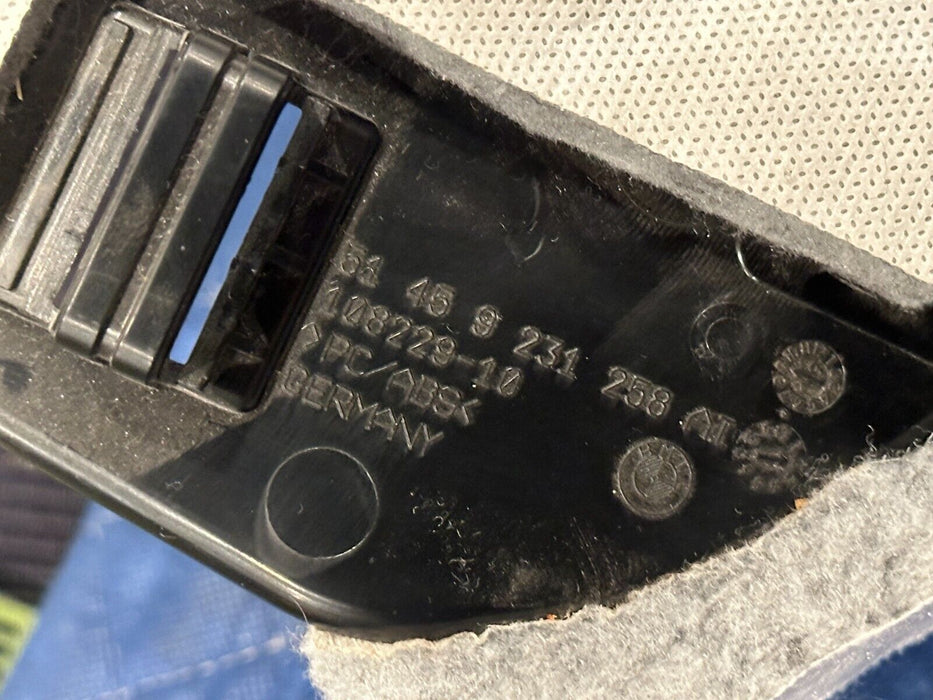 51 45 9 231 258 AI
108229-10
>PC/ABS<
GERMANY